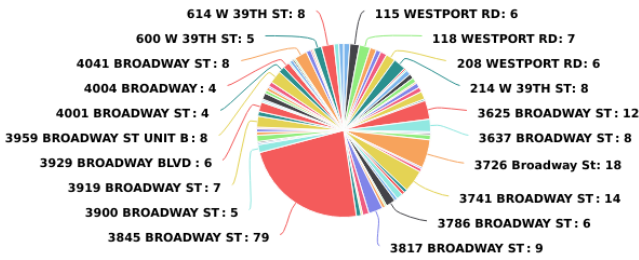 614 W 39TH ST: 8
600 W 39TH ST: 5
4041 BROADWAY ST: 8
4004 BROADWAY : 4
4001 BROADWAY ST: 4
3959 BROADWAY ST UNIT B: 8
3929 BROADWAY BLVD : 6
3919 BROADWAY ST: 7
3900 BROADWAY ST: 5
3845 BROADWAY ST: 79
115 WESTPORT RD: 6
118 WESTPORT RD: 7
208 WESTPORT RD: 6
214 W 39TH ST: 8
3625 BROADWAY ST: 12
3637 BROADWAY ST: 8
3726 Broadway St: 18
3741 BROADWAY ST: 14
3786 BROADWAY ST: 6
3817 BROADWAY ST: 9